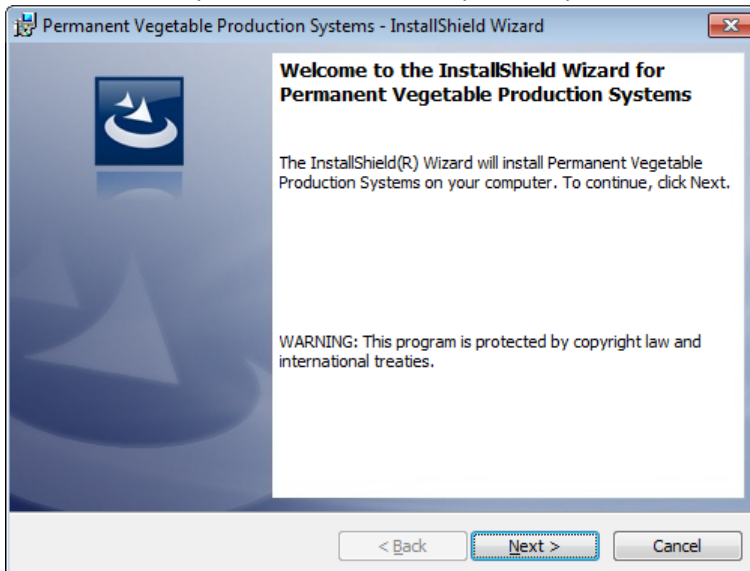 Permanent Vegetable Production Systems - InstallShield Wizard
Welcome to the InstallShield Wizard for
Permanent Vegetable Production Systems
The InstallShield(R) Wizard will install Permanent Vegetable
Production Systems on your computer. To continue, click Next.
WARNING: This program is protected by copyright law and
international treaties.
< Back Next > Cancel